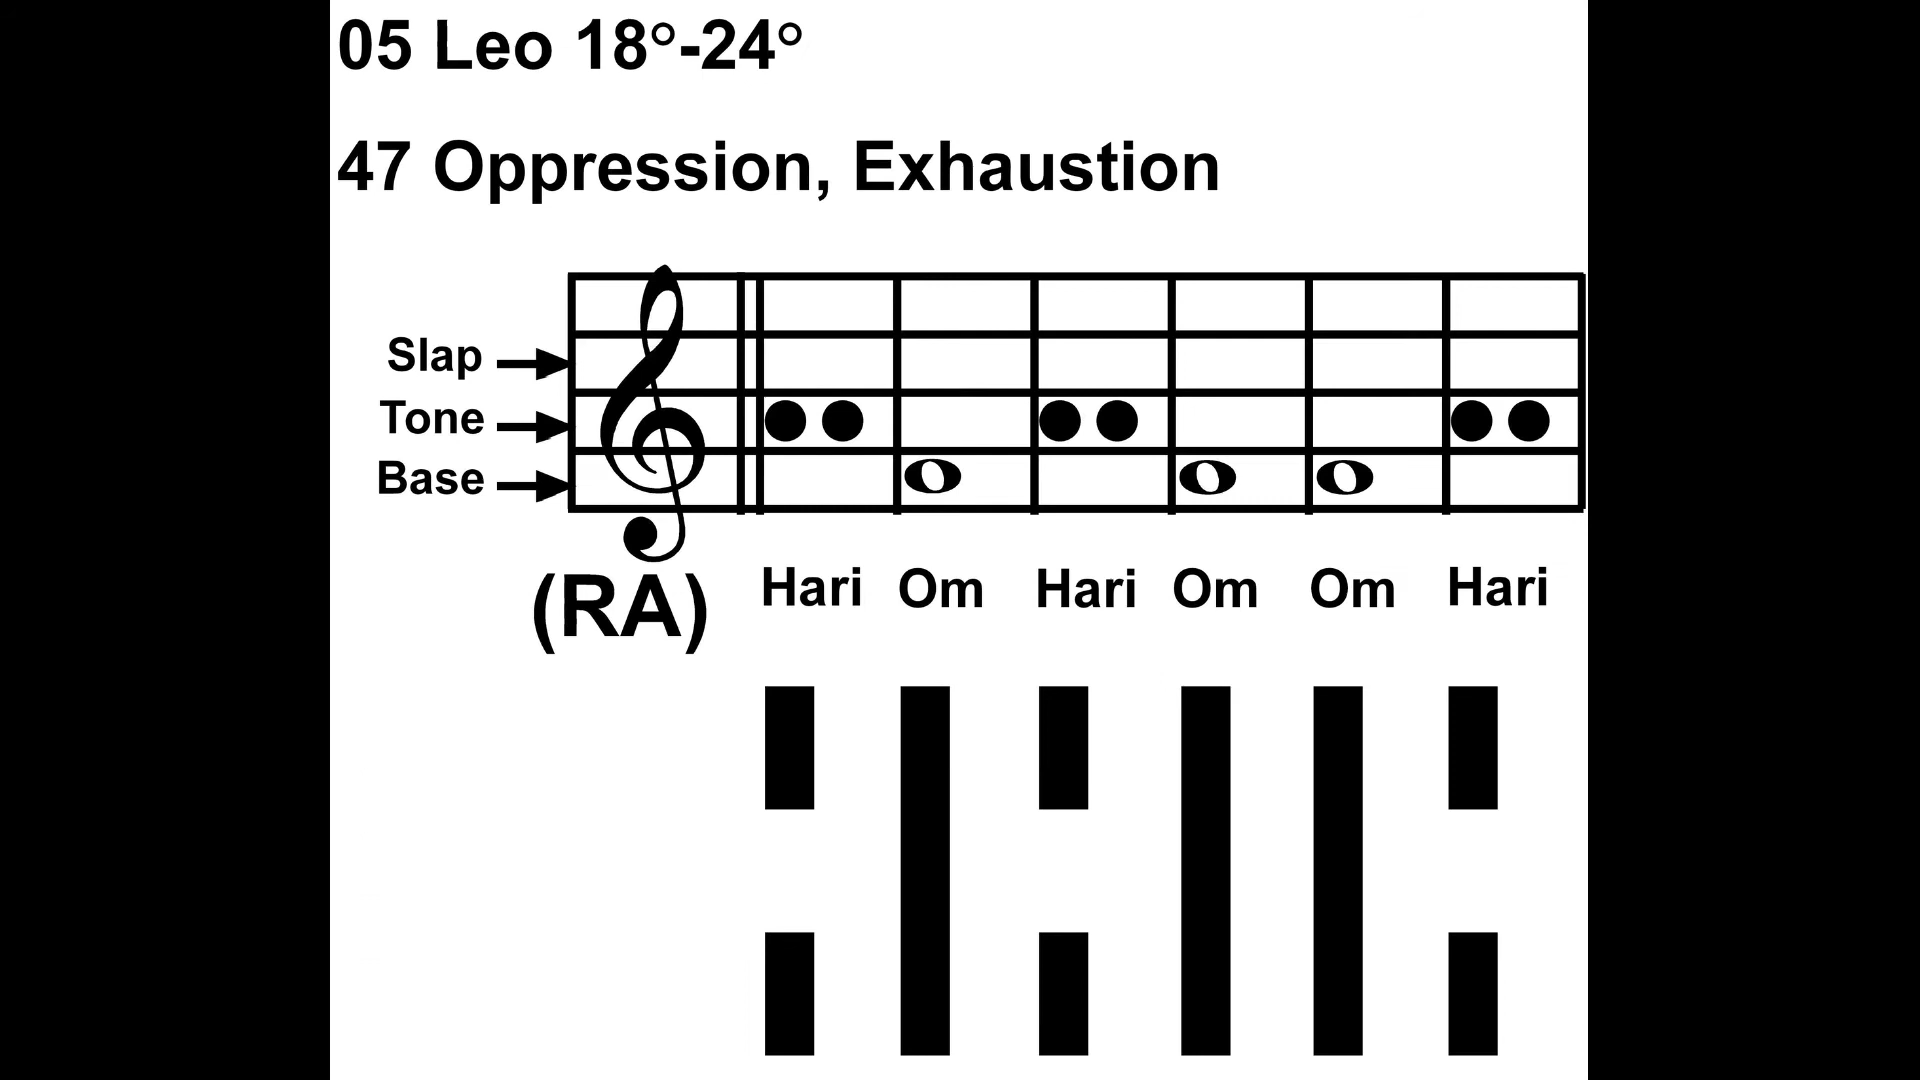 05 Leo 18°-24°
47 Oppression, Exhaustion
Slap
Tone
Base
(RA) Hari Om Hari Om Om Hari